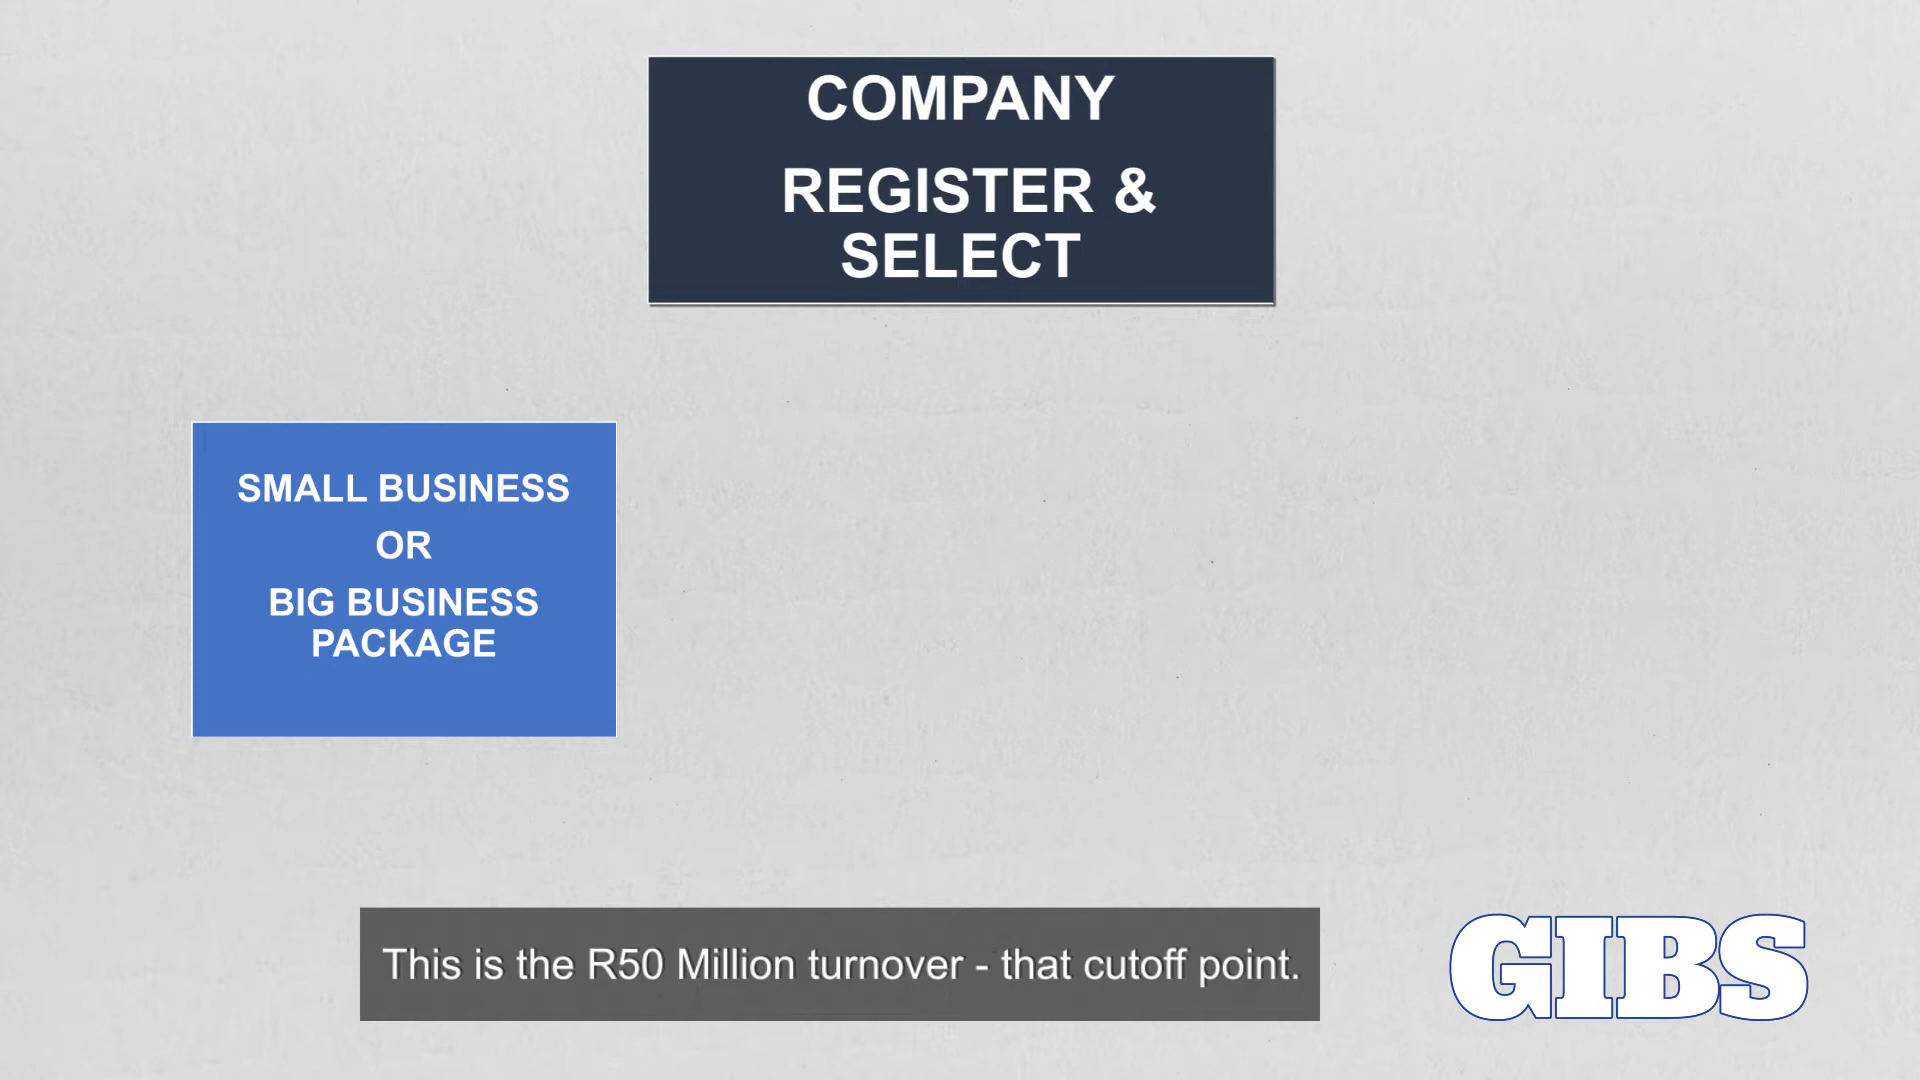 COMPANY
REGISTER &
SELECT
SMALL BUSINESS
OR
BIG BUSINESS
PACKAGE
This is the R50 Million turnover - that cutoff point.
GIBS